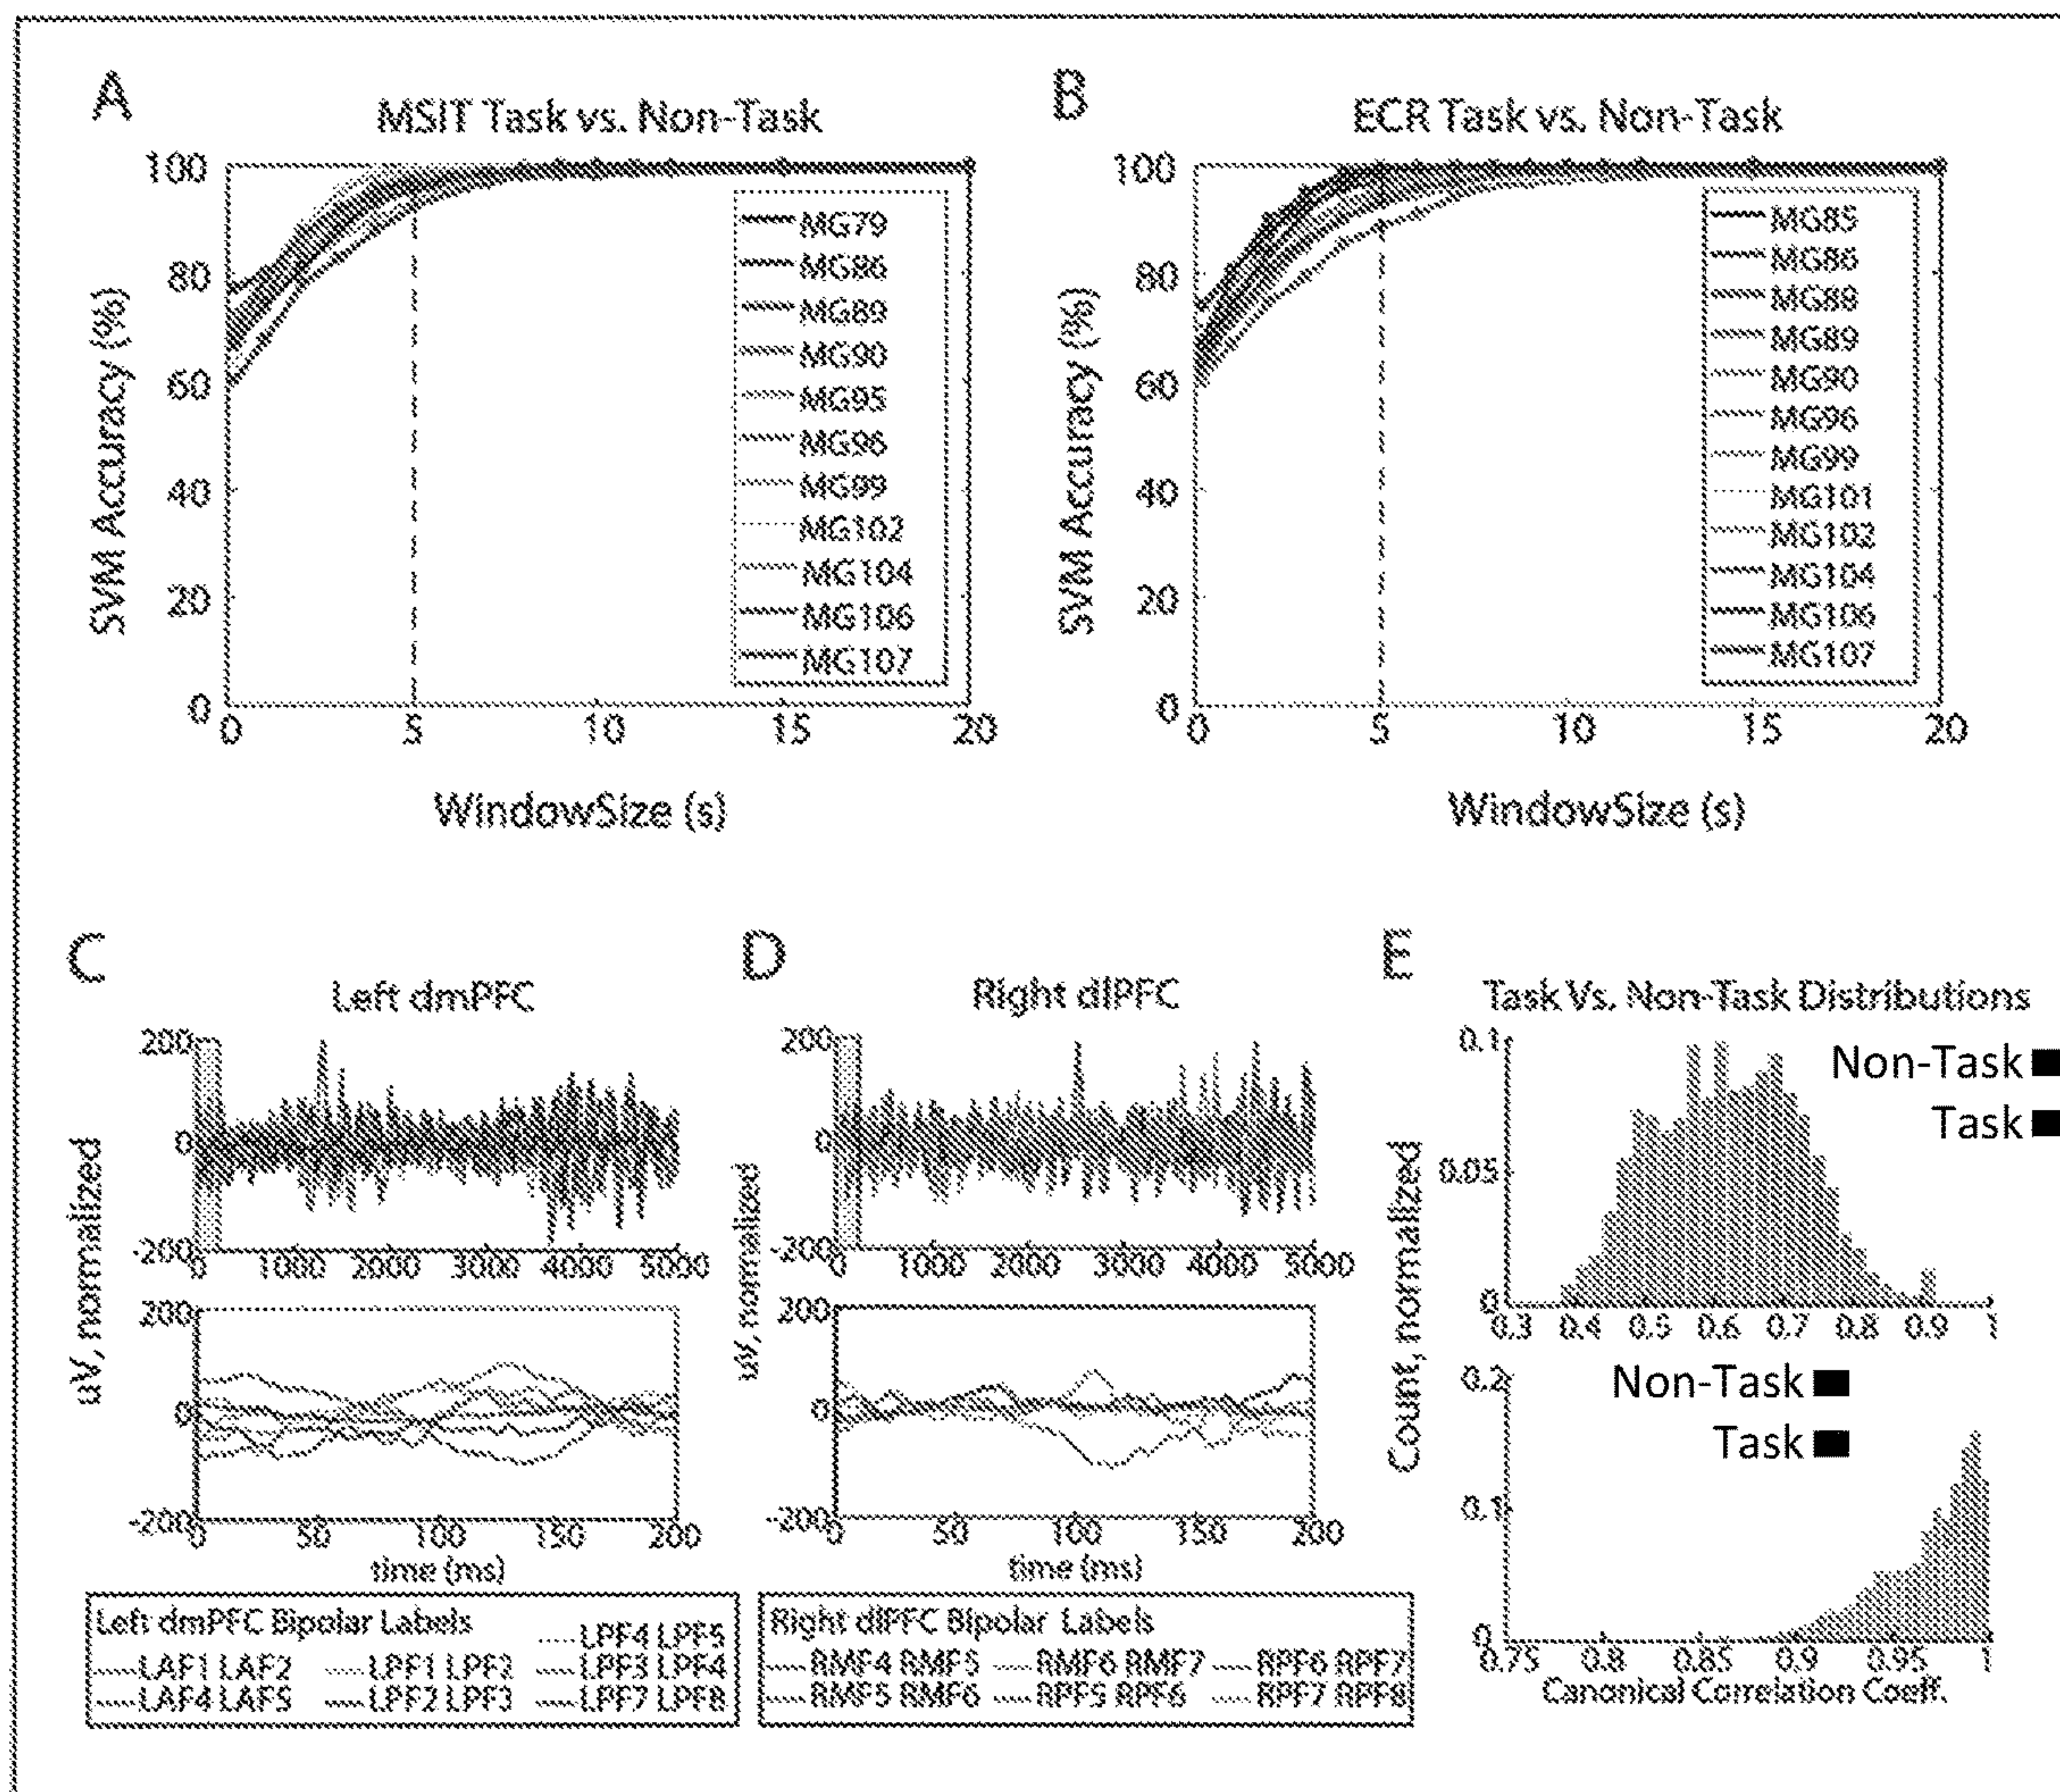 A
MSIT Task vs. Non-Task
100
80
60
40
20
0
SVM Accuracy (%)
0 5 10 15 20
WindowSize (s)
MG79
MG86
MG89
MG90
MG95
MG96
MG99
MG102
MG104
MG106
MG107
B
ECR Task vs. Non-Task
100
80
60
40
20
0
SVM Accuracy (%)
0 5 10 15 20
WindowSize (s)
MG85
MG86
MG88
MG89
MG90
MG96
MG99
MG101
MG102
MG104
MG106
MG107
C
Left dmPFC
uV, normalized
200
0
-200
0 1000 2000 3000 4000 5000
200
0
-200
0 50 100 150 200
time (ms)
Left dmPFC Bipolar Labels
LPF4 LPF5
LAF1 LAF2 LPF1 LPF2 LPF3 LPF4
LAF4 LAF5 LPF2 LPF3 LPF7 LPF8
D
Right dlPFC
uV, normalized
200
0
-200
0 1000 2000 3000 4000 5000
200
0
-200
0 50 100 150 200
time (ms)
Right dlPFC Bipolar Labels
RMF4 RMF5 RMF6 RMF7 RPF6 RPF7
RMF5 RMF6 RPF5 RPF6 RPF7 RPF8
E
Task Vs. Non-Task Distributions
Count, normalized
0.1
0.05
0
Non-Task
Task
0.3 0.4 0.5 0.6 0.7 0.8 0.9 1
0.2
0.1
0
Non-Task
Task
0.75 0.8 0.85 0.9 0.95 1
Canonical Correlation Coeff.